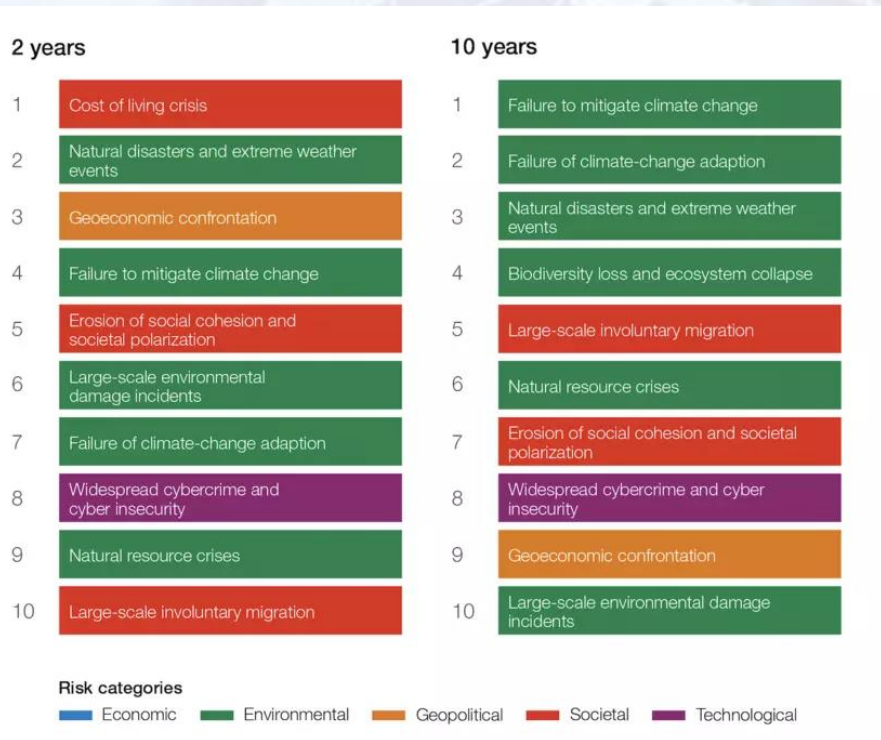 2 years
1
Cost of living crisis
2
Natural disasters and extreme weather
events
3
Geoeconomic confrontation
4
Failure to mitigate climate change
5
Erosion of social cohesion and
societal polarization
6
Large-scale environmental
damage incidents
7
Failure of climate-change adaption
8
Widespread cybercrime and
cyber insecurity
9
Natural resource crises
10
Large-scale involuntary migration
10 years
1
Failure to mitigate climate change
2
Failure of climate-change adaption
3
Natural disasters and extreme weather
events
4
Biodiversity loss and ecosystem collapse
5
Large-scale involuntary migration
6
Natural resource crises
7
Erosion of social cohesion and societal
polarization
8
Widespread cybercrime and cyber
insecurity
9
Geoeconomic confrontation
10
Large-scale environmental damage
incidents
Risk categories
Economic Environmental Geopolitical Societal Technological